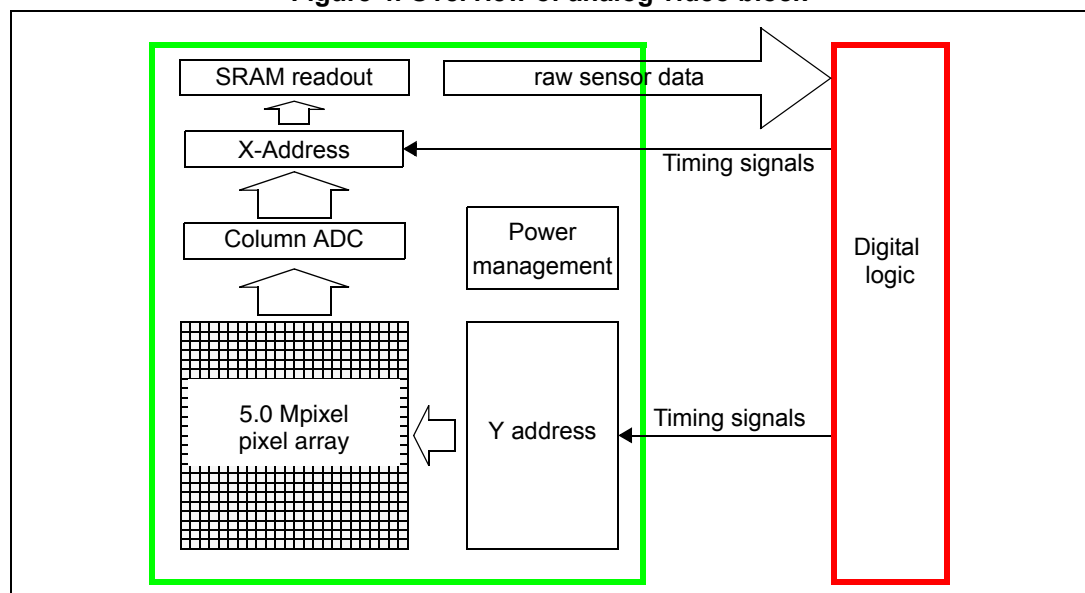 SRAM readout
raw sensor data
X-Address
Timing signals
Column ADC
Power
management
Digital
logic
5.0 Mpixel
pixel array
Y address
Timing signals